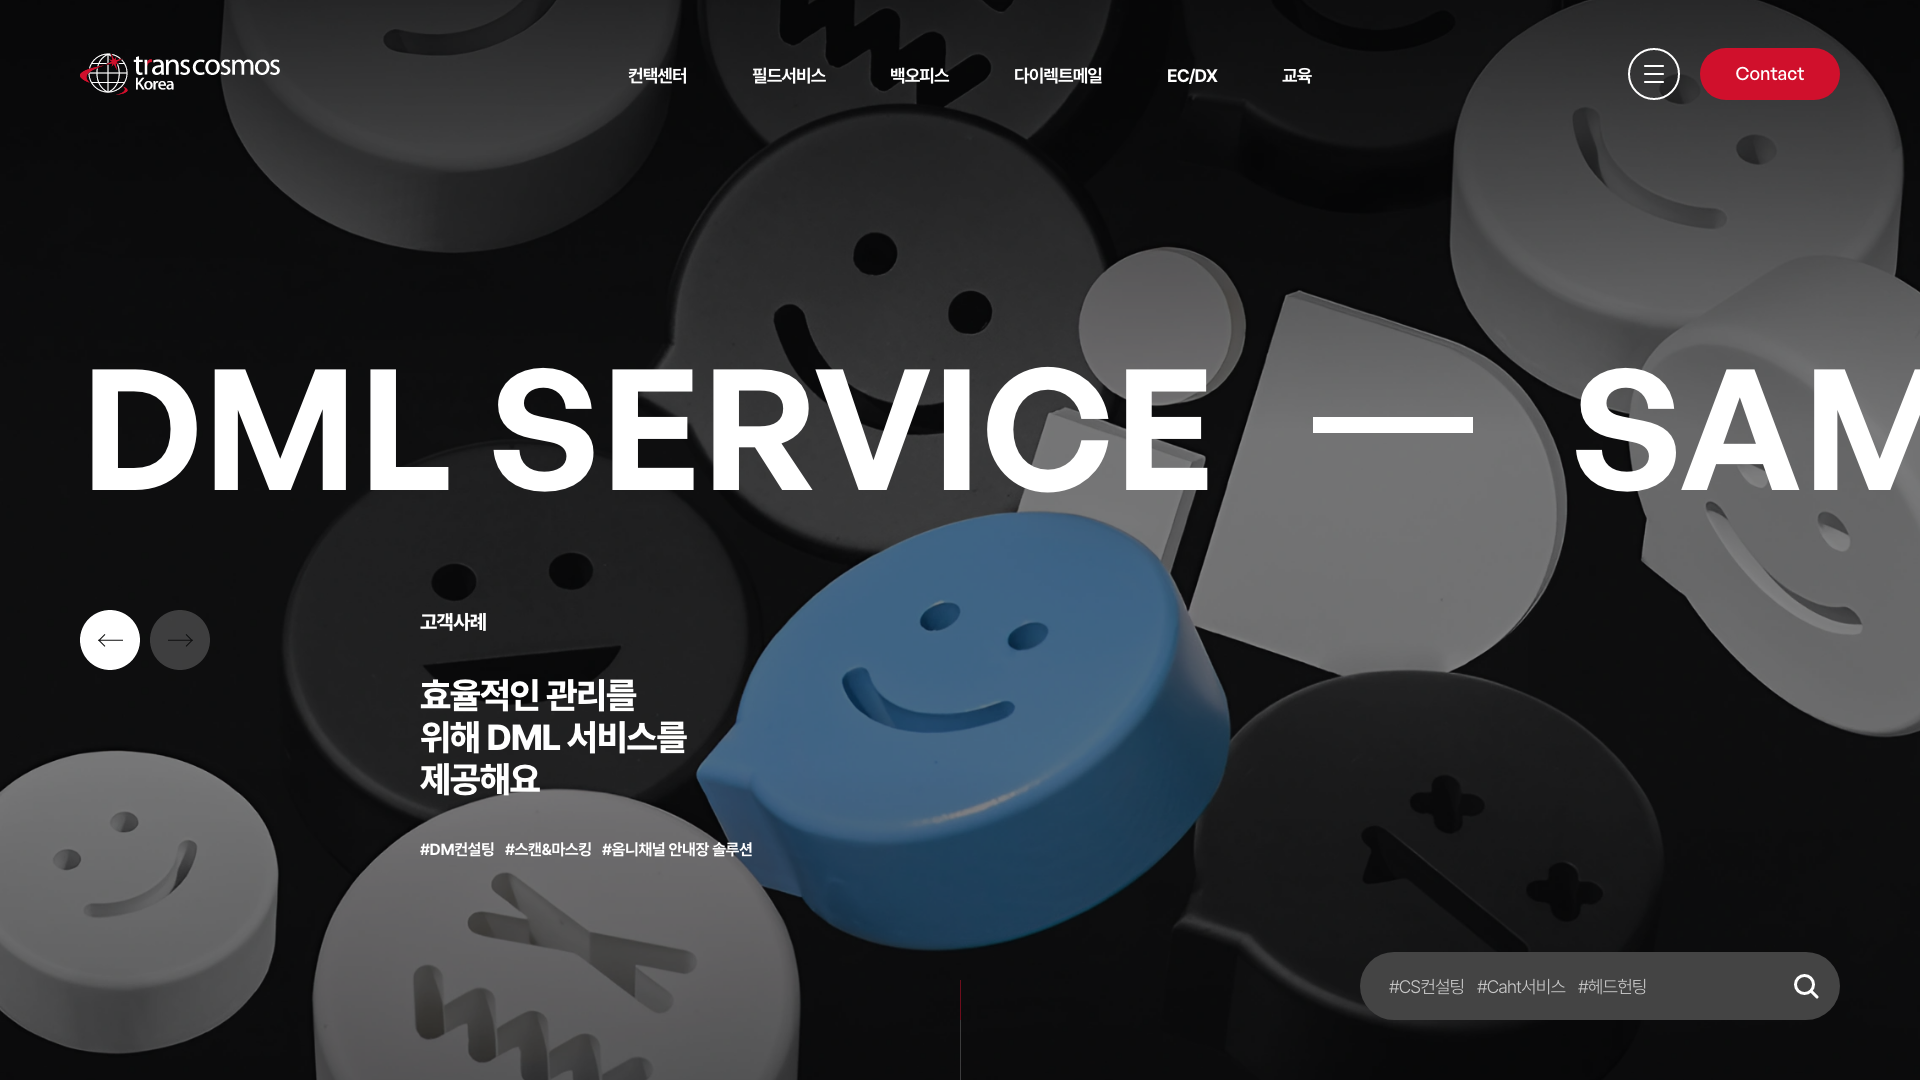 transcosmos
Korea
컨택센터
필드서비스
백오피스
다이렉트메일
EC/DX
교육
Contact
DML SERVICE — SAM
고객사례
효율적인 관리를
위해 DML 서비스를
제공해요
#DM컨설팅 #스캔&마스킹 #옴니채널 안내장 솔루션
#CS컨설팅 #Caht서비스 #헤드헌팅